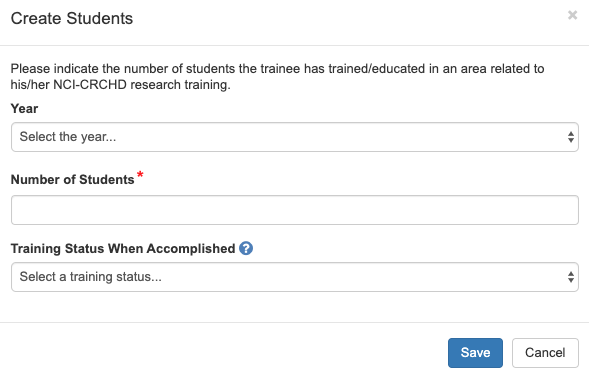 Create Students
×
Please indicate the number of students the trainee has trained/educated in an area related to
his/her NCI-CRCHD research training.
Year
Select the year...
Number of Students *
Training Status When Accomplished ?
Select a training status...
Save Cancel